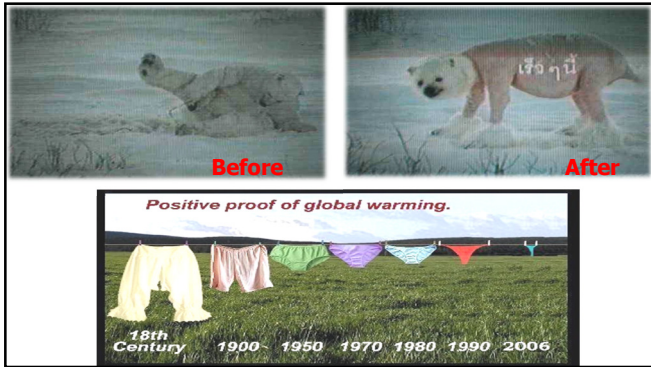 เร็วๆนี้
Before
After
Positive proof of global warming.
18th
Century
1900
1950
1970
1980
1990
2006